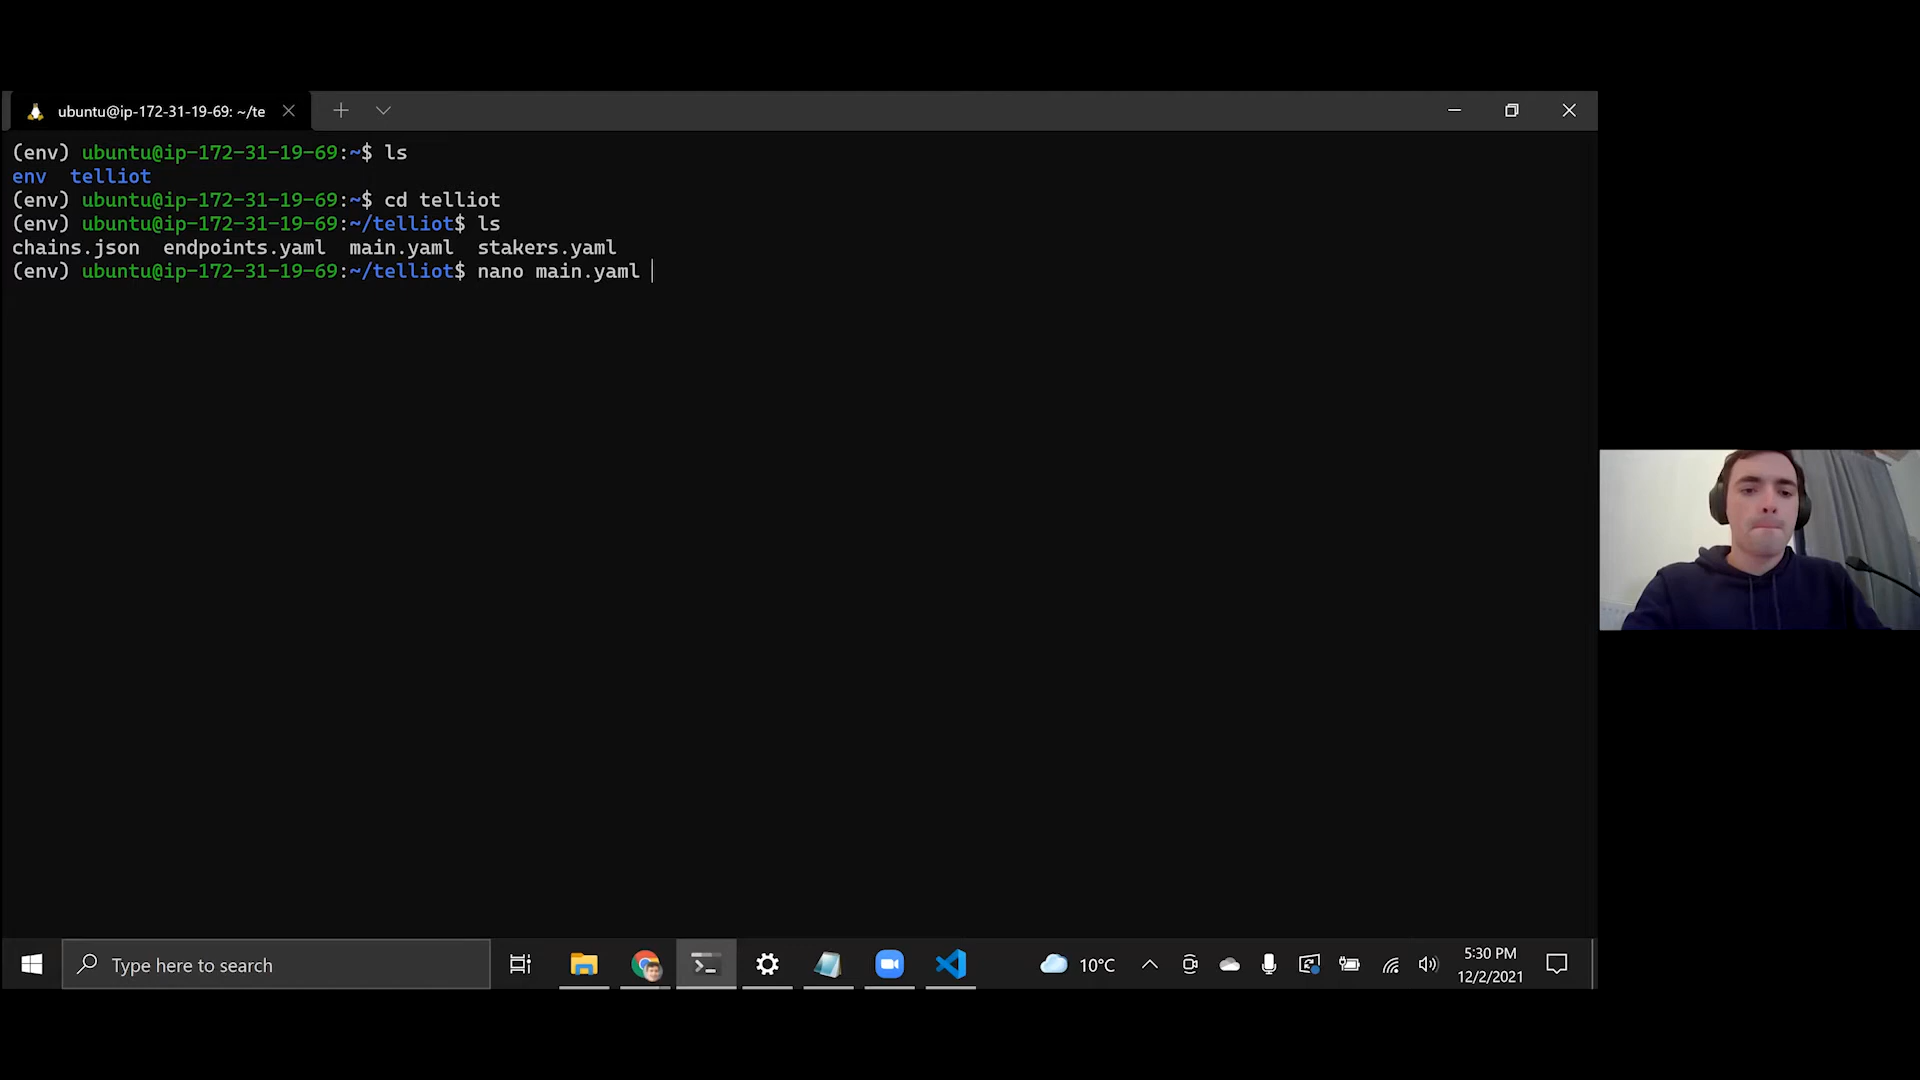 ubuntu@ip-172-31-19-69: ~/te
(env) ubuntu@ip-172-31-19-69:~$ ls
env  telliot
(env) ubuntu@ip-172-31-19-69:~$ cd telliot
(env) ubuntu@ip-172-31-19-69:~/telliot$ ls
chains.json  endpoints.yaml  main.yaml  stakers.yaml
(env) ubuntu@ip-172-31-19-69:~/telliot$ nano main.yaml
Type here to search
10°C
5:30 PM
12/2/2021